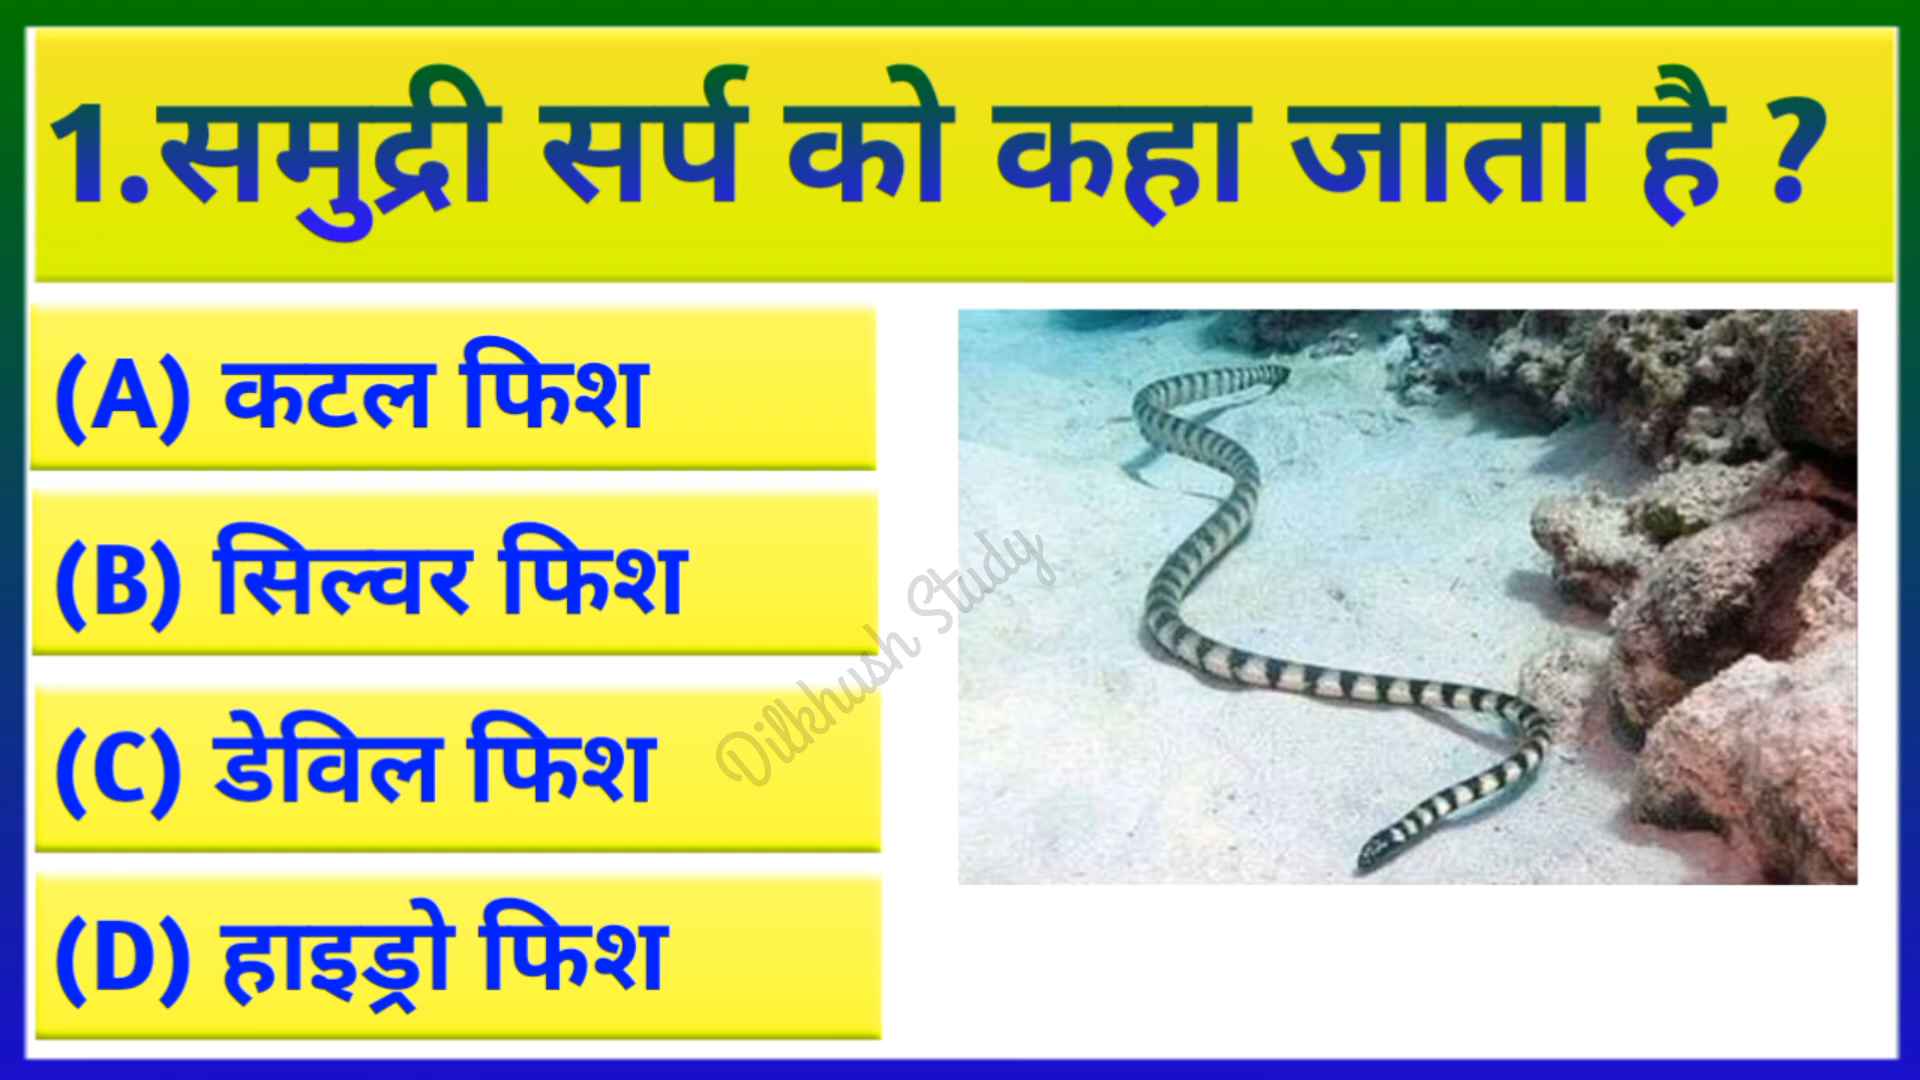 1.समुद्री सर्प को कहा जाता है ?
(A) कटल फिश
(B) सिल्वर फिश
(C) डेविल फिश
(D) हाइड्रो फिश
Dilkhush Study